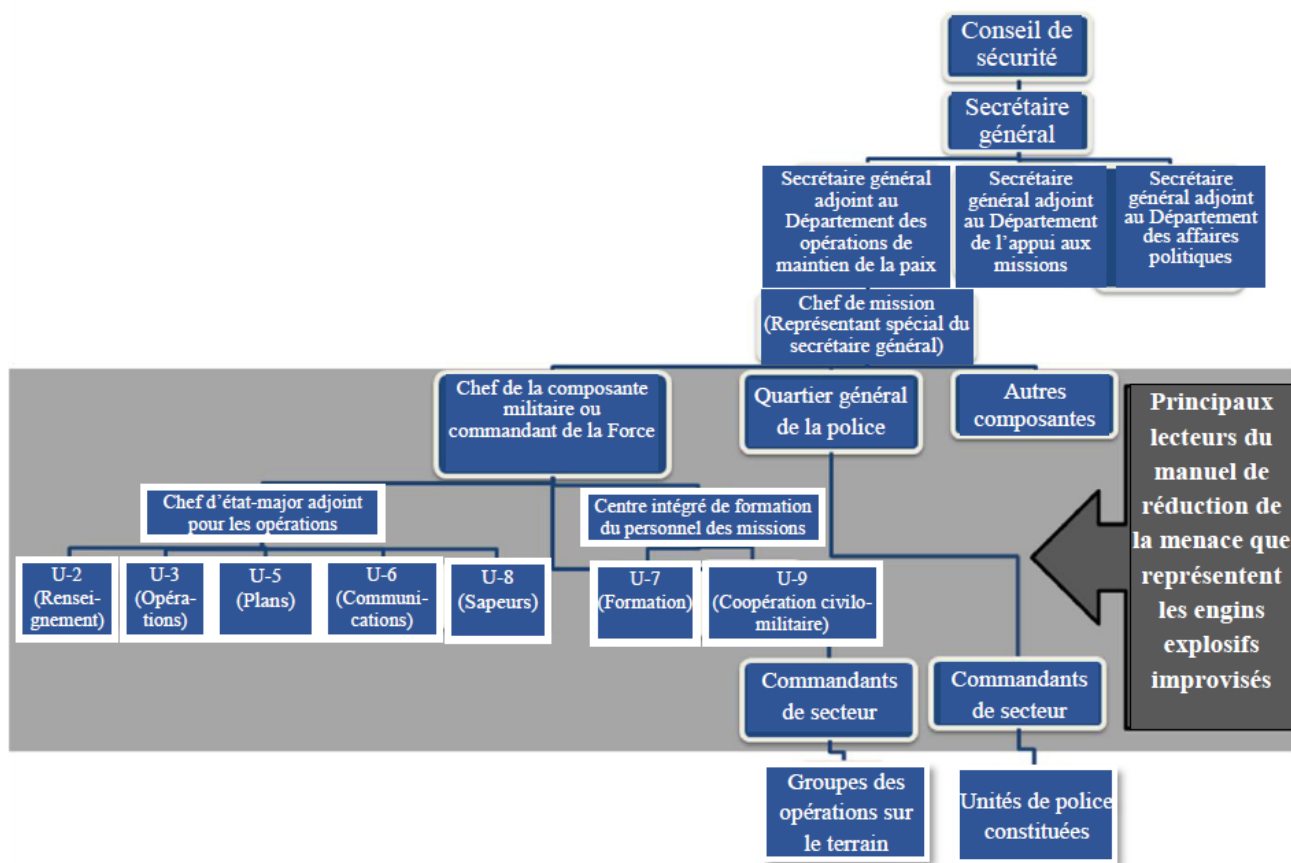 Conseil de
sécurité
Secrétaire
général
Secrétaire général
adjoint au
Département des
opérations de
maintien de la paix
Secrétaire
général adjoint
au Département
de l'appui aux
missions
Secrétaire
général adjoint
au Département
des affaires
politiques
Chef de mission
(Représentant spécial du
secrétaire général)
Chef de la composante
militaire ou
commandant de la Force
Quartier général
de la police
Autres
composantes
Principaux
lecteurs du
manuel de
réduction de
la menace que
représentent
les engins
explosifs
improvisés
Chef d'état-major adjoint
pour les opérations
Centre intégré de formation
du personnel des missions
U-2
(Rensei-
gnement)
U-3
(Opéra-
tions)
U-5
(Plans)
U-6
(Communi-
cations)
U-8
(Sapeurs)
U-7
(Formation)
U-9
(Coopération civilo-
militaire)
Commandants
de secteur
Commandants
de secteur
Groupes des
opérations sur
le terrain
Unités de police
constituées